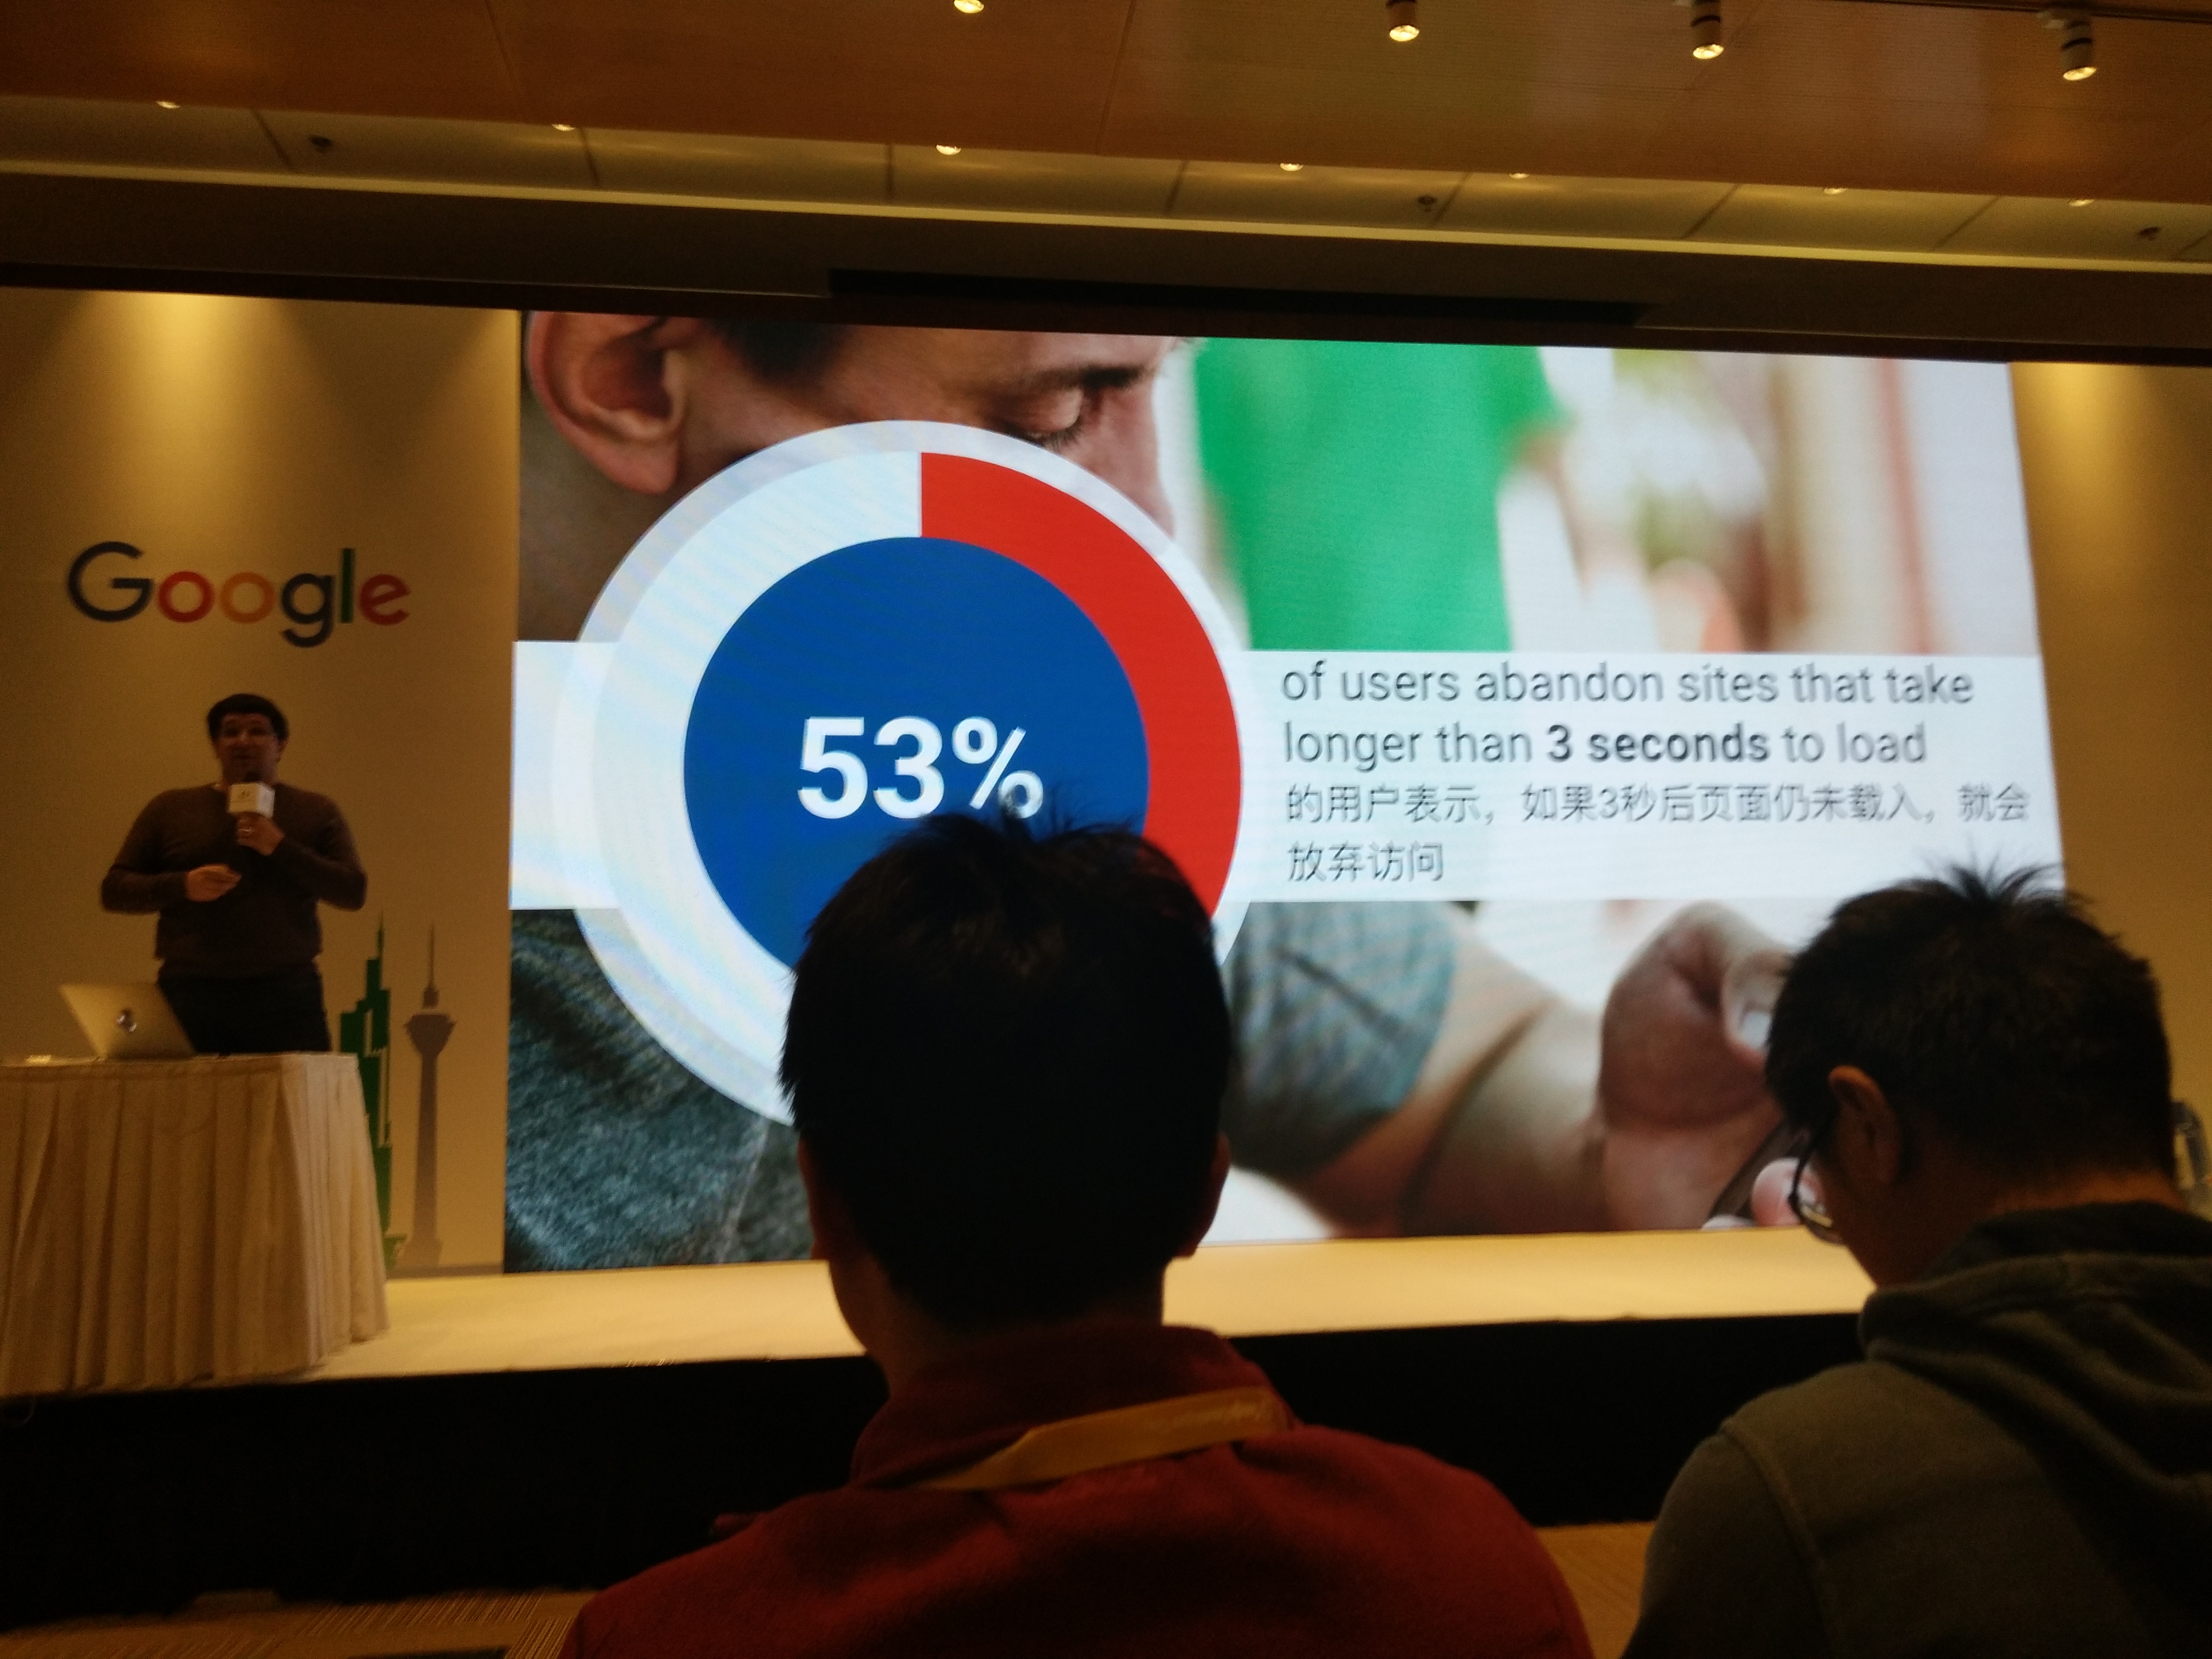 Google
53%
of users abandon sites that take
longer than 3 seconds to load
的用户表示，如果3秒后页面仍未载入，就会
放弃访问